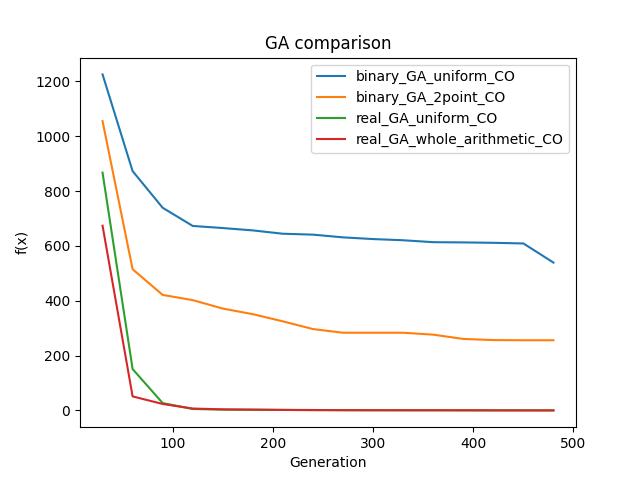 GA comparison
binary_GA_uniform_CO
binary_GA_2point_CO
real_GA_uniform_CO
real_GA_whole_arithmetic_CO
f(x)
1200
1000
800
600
400
200
0
100 200 300 400 500
Generation